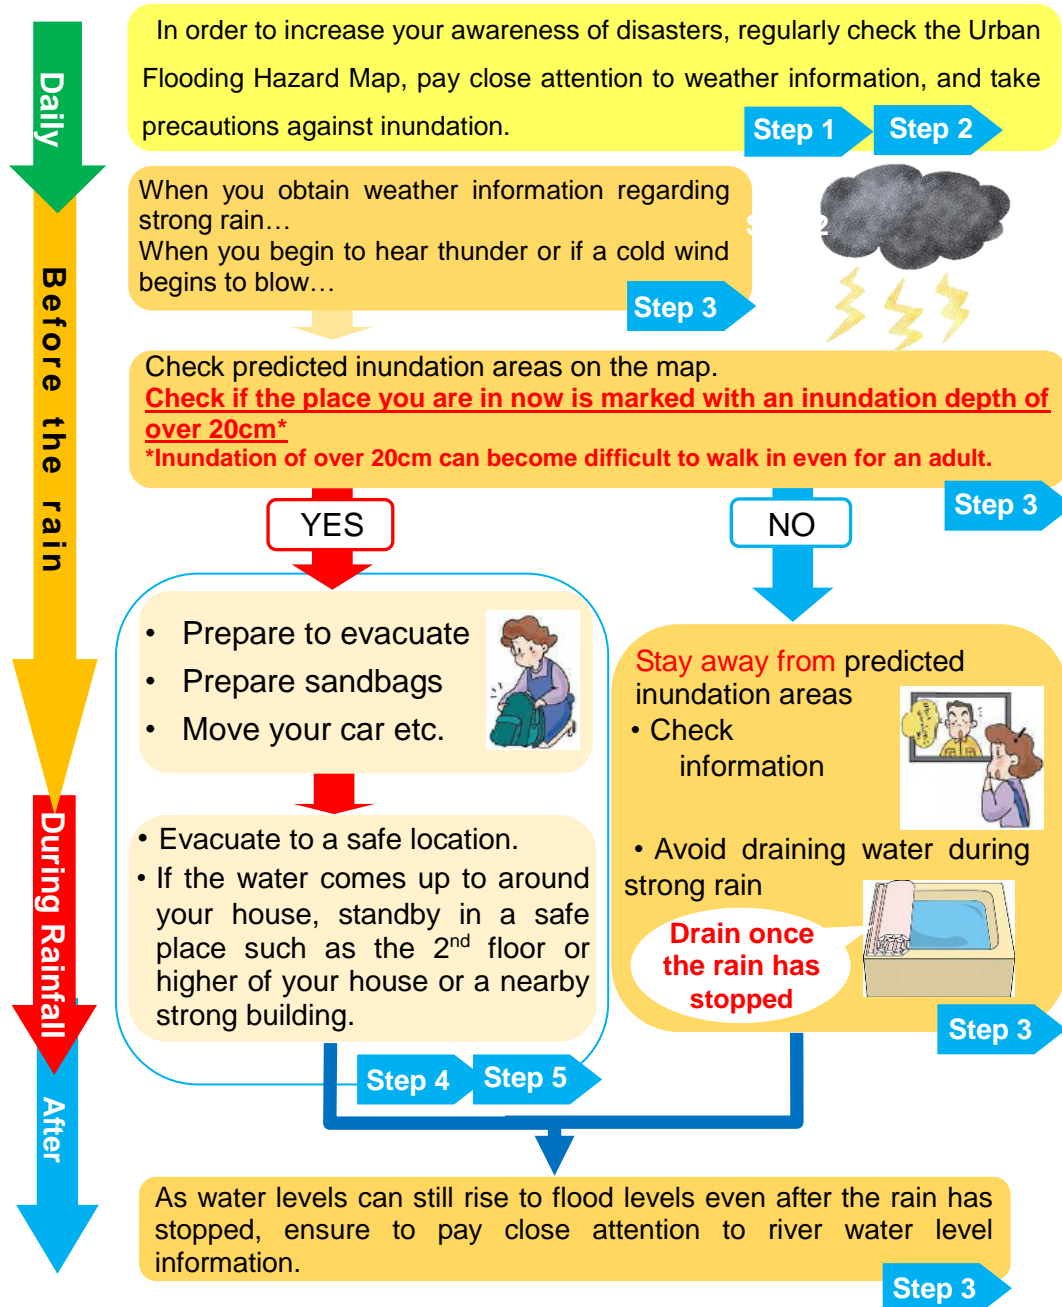 Daily
In order to increase your awareness of disasters, regularly check the Urban
Flooding Hazard Map, pay close attention to weather information, and take
precautions against inundation.
Step 1
Step 2
Before the rain
When you obtain weather information regarding
strong rain…
When you begin to hear thunder or if a cold wind
begins to blow…
Step 3
Check predicted inundation areas on the map.
Check if the place you are in now is marked with an inundation depth of
over 20cm*
*Inundation of over 20cm can become difficult to walk in even for an adult.
Step 3
YES
NO
• Prepare to evacuate
• Prepare sandbags
• Move your car etc.
Stay away from predicted
inundation areas
• Check
information
During Rainfall
• Evacuate to a safe location.
• If the water comes up to around
your house, standby in a safe
place such as the 2nd floor or
higher of your house or a nearby
strong building.
• Avoid draining water during
strong rain
Drain once
the rain has
stopped
Step 3
Step 4
Step 5
After
As water levels can still rise to flood levels even after the rain has
stopped, ensure to pay close attention to river water level
information.
Step 3